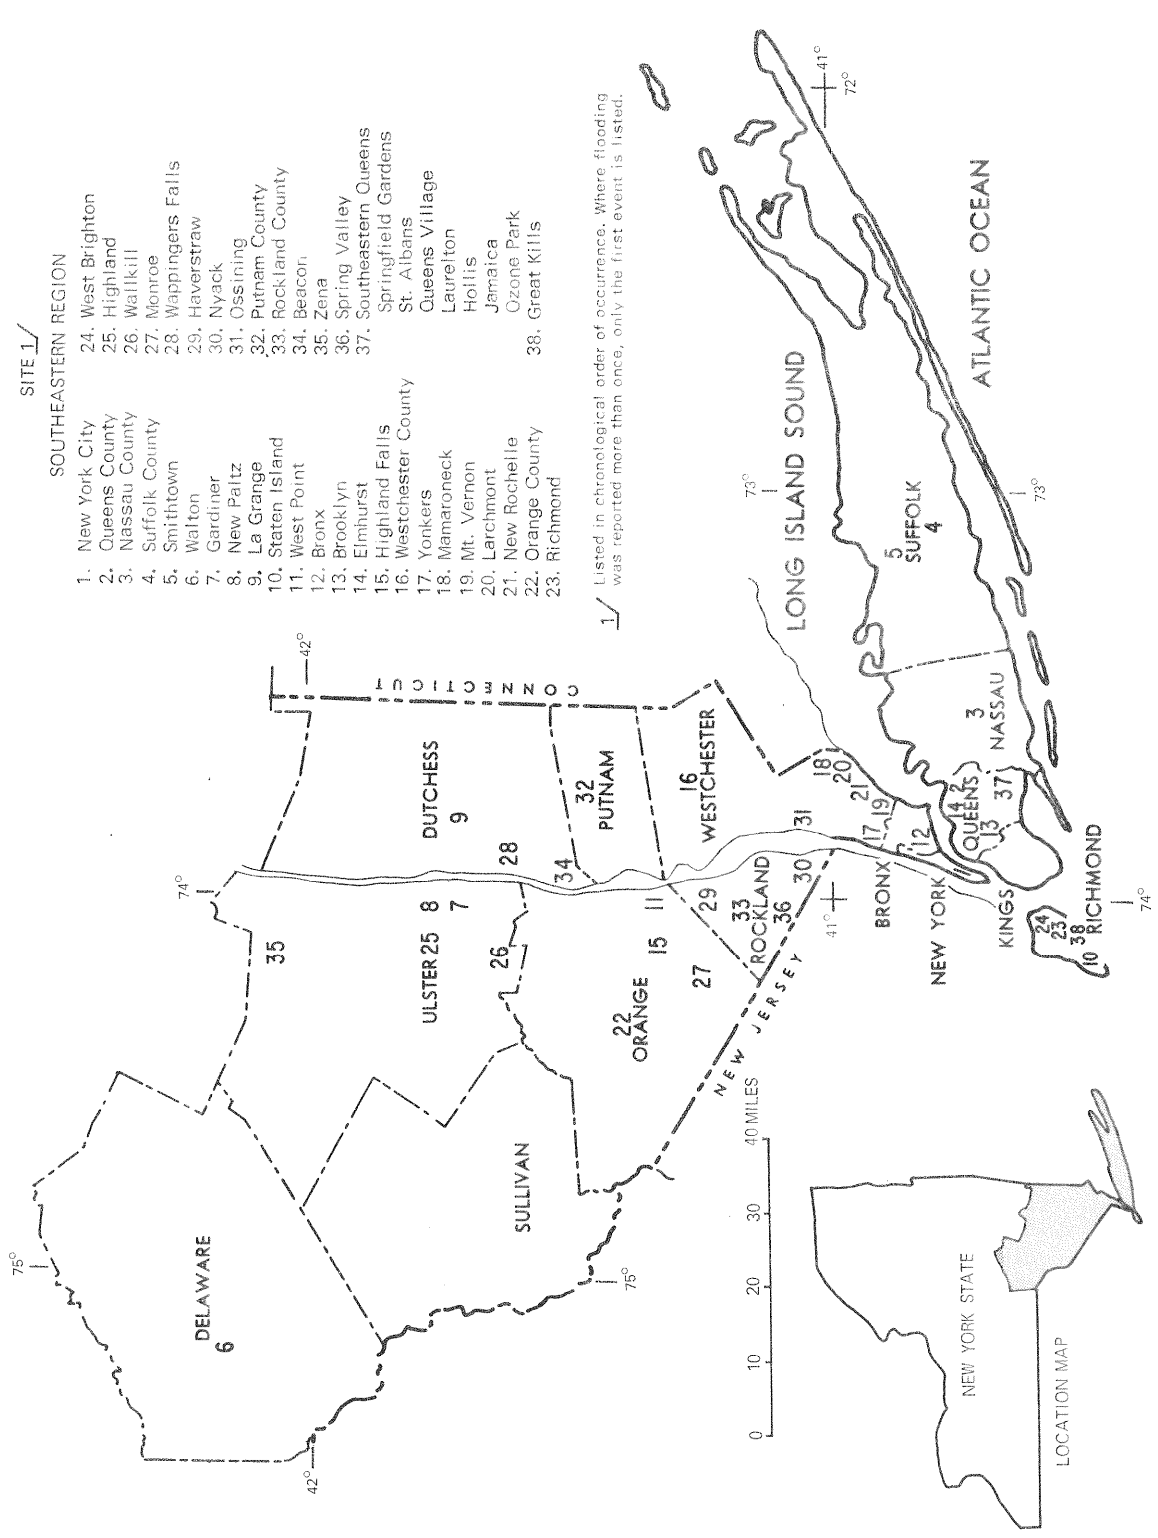 SITE 1/
SOUTHEASTERN REGION
1. New York City
2. Queens County
3. Nassau County
4. Suffolk County
5. Smithtown
6. Walton
7. Gardiner
8. New Paltz
9. La Grange
10. Staten Island
11. West Point
12. Bronx
13. Brooklyn
14. Elmhurst
15. Highland Falls
16. Westchester County
17. Yonkers
18. Mamaroneck
19. Mt. Vernon
20. Larchmont
21. New Rochelle
22. Orange County
23. Richmond
24. West Brighton
25. Highland
26. Wallkill
27. Monroe
28. Wappingers Falls
29. Haverstraw
30. Nyack
31. Ossining
32. Putnam County
33. Rockland County
34. Beacon
35. Zena
36. Spring Valley
37. Southeastern Queens
Springfield Gardens
St. Albans
Queens Village
Laurelton
Hollis
Jamaica
Ozone Park
38. Great Kills
1/ Listed in chronological order of occurrence. Where flooding
was reported more than once, only the first event is listed.
75°
74°
42°
42°
35
DELAWARE
6
ULSTER 25
8
7
DUTCHESS
9
CONNECTICUT
26
28
SULLIVAN
34
32
PUTNAM
22
ORANGE
15
11
75°
27
29
16
WESTCHESTER
33
ROCKLAND
36
30
31
NEW JERSEY
41°
18
20
21
19
17
12
BRONX
NEW YORK
KINGS
14
2
QUEENS
13
37
3
NASSAU
5
SUFFOLK
4
24
23
38
10
RICHMOND
74°
73°
73°
41°
72°
LONG ISLAND SOUND
ATLANTIC OCEAN
0 10 20 30 40 MILES
NEW YORK STATE
LOCATION MAP